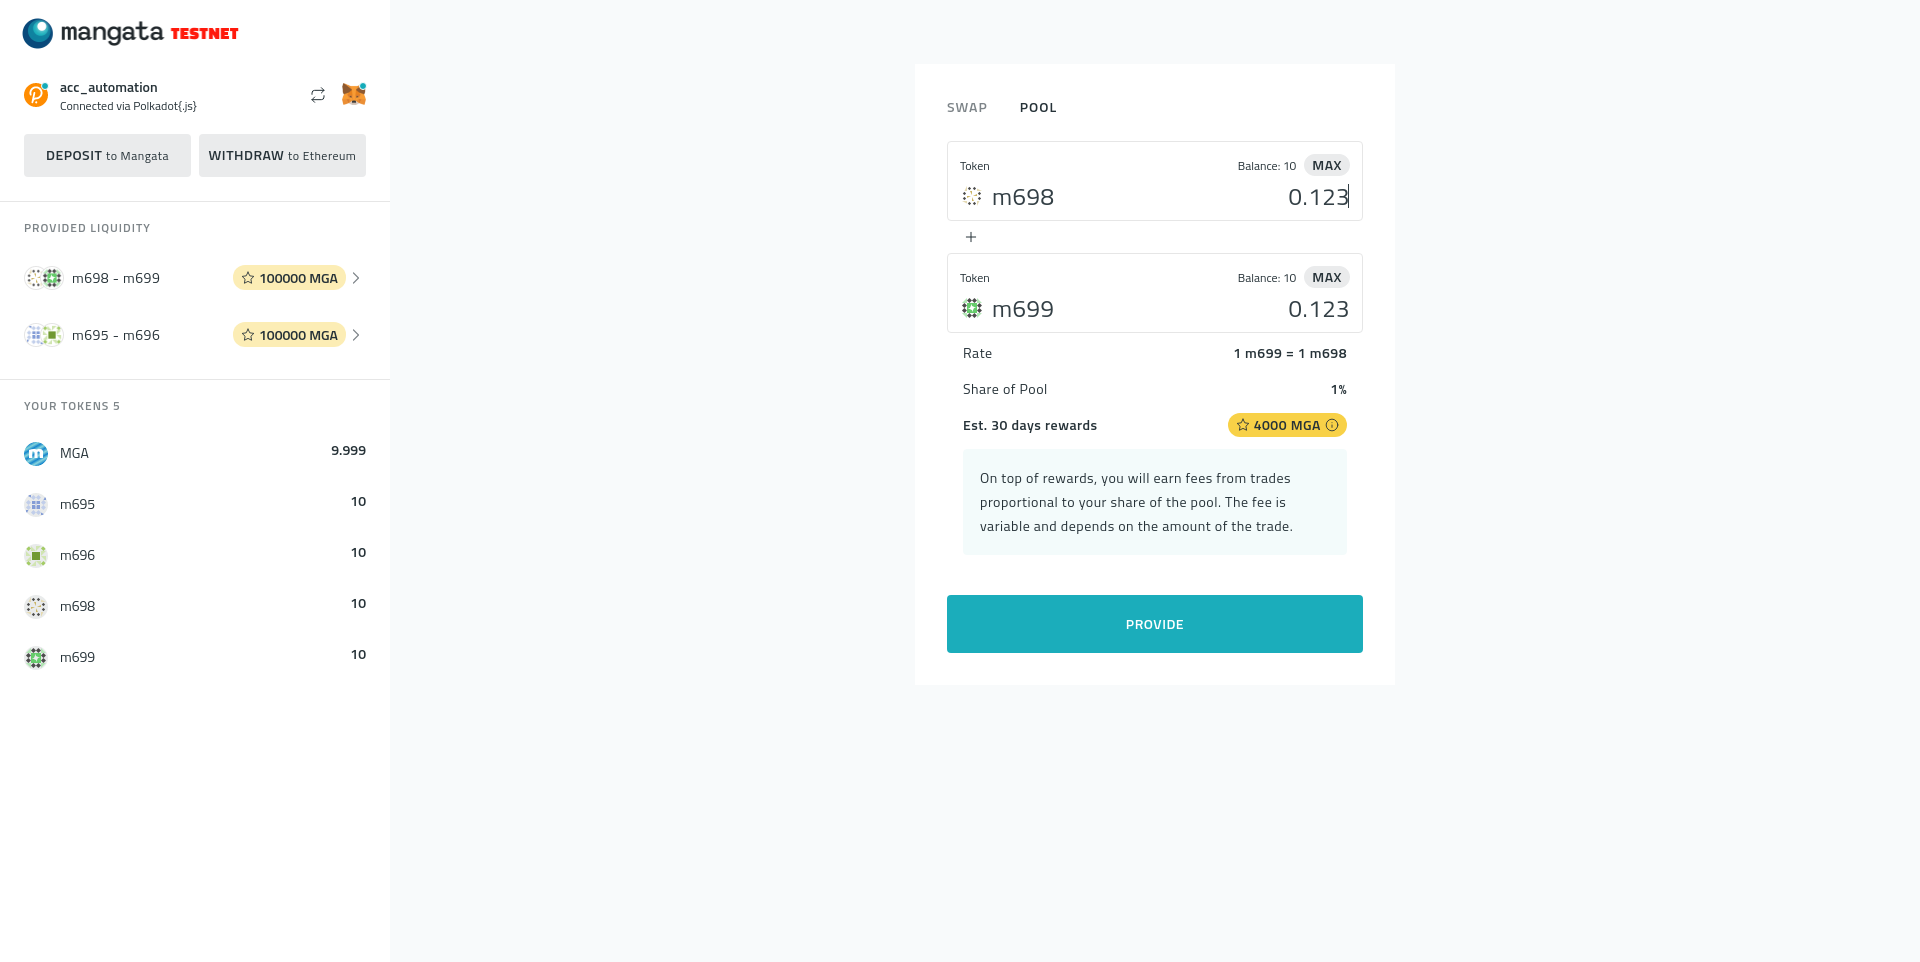 mangata TESTNET
acc_automation
Connected via Polkadot{.js}
DEPOSIT to Mangata
WITHDRAW to Ethereum
PROVIDED LIQUIDITY
m698 - m699
100000 MGA
m695 - m696
100000 MGA
YOUR TOKENS 5
MGA
9.999
m695
10
m696
10
m698
10
m699
10
SWAP
POOL
Token
Balance: 10
MAX
m698
0.123
+
Token
Balance: 10
MAX
m699
0.123
Rate
1 m699 = 1 m698
Share of Pool
1%
Est. 30 days rewards
4000 MGA
On top of rewards, you will earn fees from trades
proportional to your share of the pool. The fee is
variable and depends on the amount of the trade.
PROVIDE